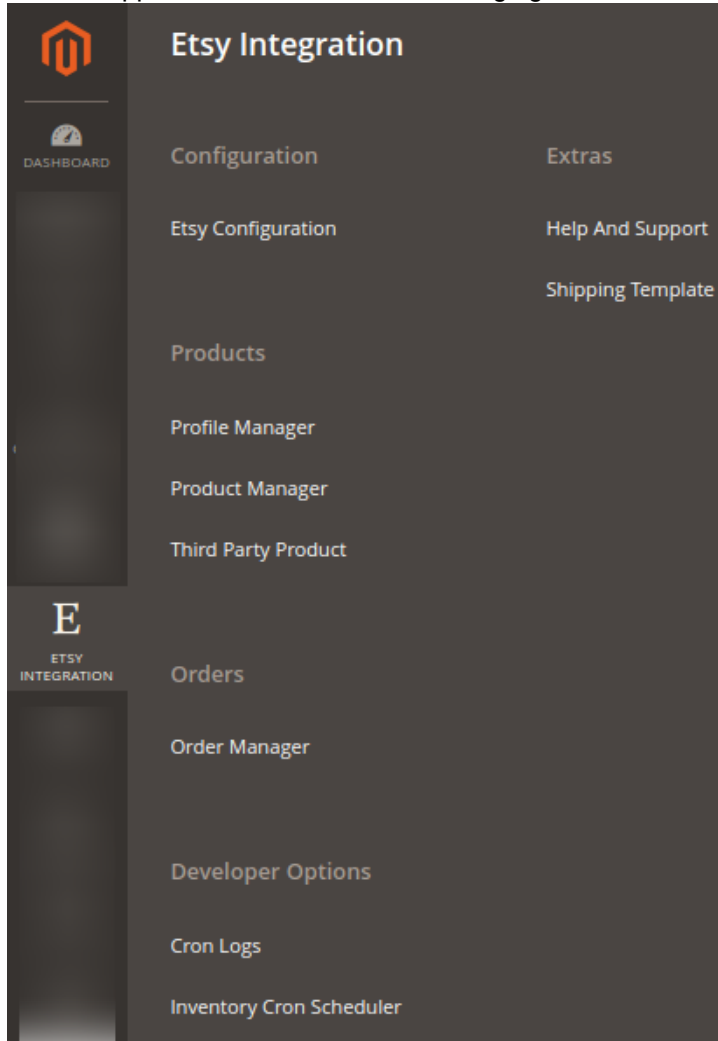 Etsy Integration
DASHBOARD
Configuration
Etsy Configuration
Extras
Help And Support
Shipping Template
Products
Profile Manager
Product Manager
Third Party Product
E
ETSY
INTEGRATION
Orders
Order Manager
Developer Options
Cron Logs
Inventory Cron Scheduler